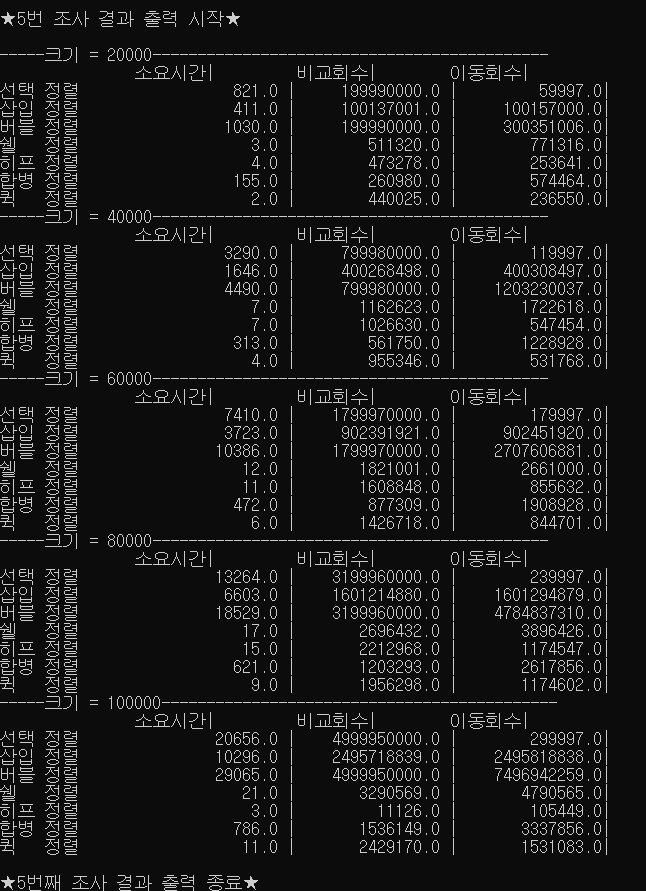 ★5번 조사 결과 출력 시작★
-----크기 = 20000--------------------------------------------
소요시간| 비교회수| 이동회수|
선택 정렬 821.0 | 199990000.0 | 59997.0|
삽입 정렬 411.0 | 100137001.0 | 100157000.0|
버블 정렬 1030.0 | 199990000.0 | 300351006.0|
쉘 정렬 3.0 | 511320.0 | 771316.0|
히프 정렬 4.0 | 473278.0 | 253641.0|
합병 정렬 155.0 | 260980.0 | 574464.0|
퀵 정렬 2.0 | 440025.0 | 236550.0|
-----크기 = 40000--------------------------------------------
소요시간| 비교회수| 이동회수|
선택 정렬 3290.0 | 799980000.0 | 119997.0|
삽입 정렬 1646.0 | 400268498.0 | 400308497.0|
버블 정렬 4490.0 | 799980000.0 | 1203230037.0|
쉘 정렬 7.0 | 1162623.0 | 1722618.0|
히프 정렬 7.0 | 1026630.0 | 547454.0|
합병 정렬 313.0 | 561750.0 | 1228928.0|
퀵 정렬 4.0 | 955346.0 | 531768.0|
-----크기 = 60000--------------------------------------------
소요시간| 비교회수| 이동회수|
선택 정렬 7410.0 | 1799970000.0 | 179997.0|
삽입 정렬 3723.0 | 902391921.0 | 902451920.0|
버블 정렬 10386.0 | 1799970000.0 | 2707606881.0|
쉘 정렬 12.0 | 1821001.0 | 2661000.0|
히프 정렬 11.0 | 1608848.0 | 855632.0|
합병 정렬 472.0 | 877309.0 | 1908928.0|
퀵 정렬 6.0 | 1426718.0 | 844701.0|
-----크기 = 80000--------------------------------------------
소요시간| 비교회수| 이동회수|
선택 정렬 13264.0 | 3199960000.0 | 239997.0|
삽입 정렬 6603.0 | 1601214880.0 | 1601294879.0|
버블 정렬 18529.0 | 3199960000.0 | 4784837310.0|
쉘 정렬 17.0 | 2696432.0 | 3896426.0|
히프 정렬 15.0 | 2212968.0 | 1174547.0|
합병 정렬 621.0 | 1203293.0 | 2617856.0|
퀵 정렬 9.0 | 1956298.0 | 1174602.0|
-----크기 = 100000--------------------------------------------
소요시간| 비교회수| 이동회수|
선택 정렬 20656.0 | 4999950000.0 | 299997.0|
삽입 정렬 10296.0 | 2495718839.0 | 2495818838.0|
버블 정렬 29065.0 | 4999950000.0 | 7496942259.0|
쉘 정렬 21.0 | 3290569.0 | 4790565.0|
히프 정렬 3.0 | 11126.0 | 105449.0|
합병 정렬 786.0 | 1536149.0 | 3337856.0|
퀵 정렬 11.0 | 2429170.0 | 1531083.0|
★5번째 조사 결과 출력 종료★